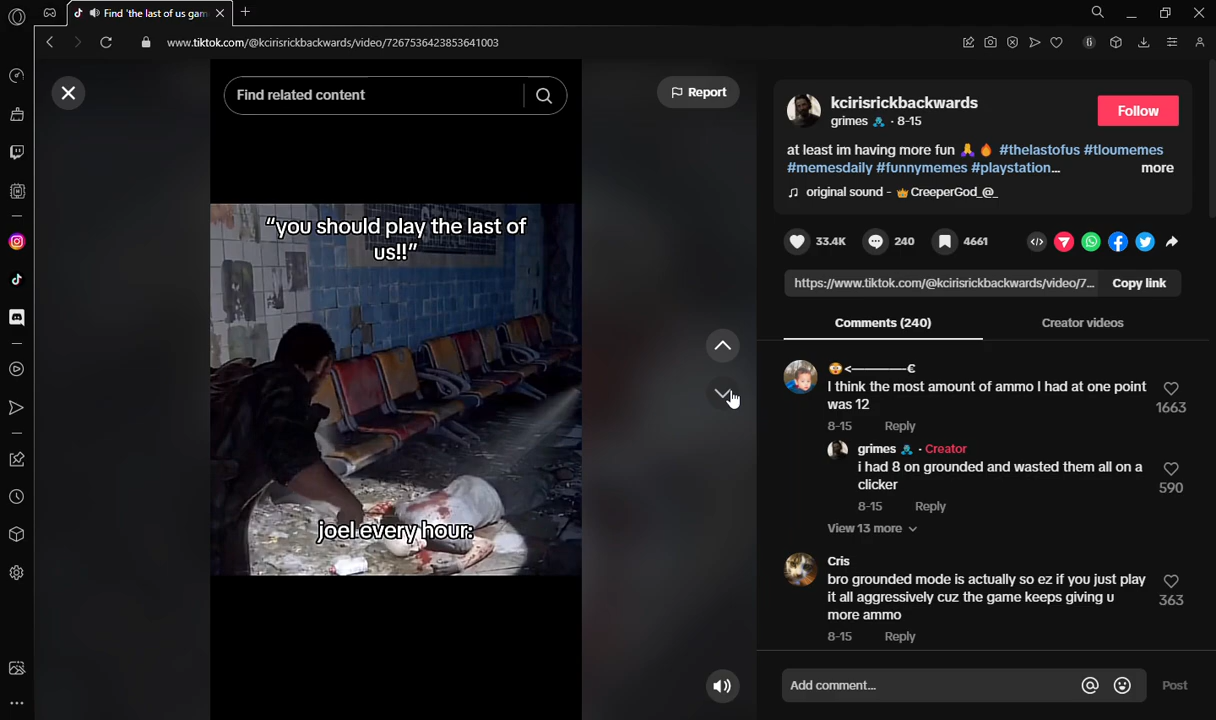 Find 'the last of us gam
www.tiktok.com/@kcirisrickbackwards/video/7267536423853641003
Find related content
Report
"you should play the last of
us!!"
joel every hour:
kcirisrickbackwards
grimes · 8-15
Follow
at least im having more fun 🙏🔥 #thelastofus #tloumemes
#memesdaily #funnymemes #playstation...
more
♫ original sound - 👑CreeperGod_@_
33.4K
240
4661
https://www.tiktok.com/@kcirisrickbackwards/video/7...
Copy link
Comments (240)
Creator videos
🤯<————-€
I think the most amount of ammo I had at one point
was 12
1663
8-15 Reply
grimes · Creator
i had 8 on grounded and wasted them all on a
clicker
590
8-15 Reply
View 13 more
Cris
bro grounded mode is actually so ez if you just play
it all aggressively cuz the game keeps giving u
more ammo
363
8-15 Reply
Add comment...
Post